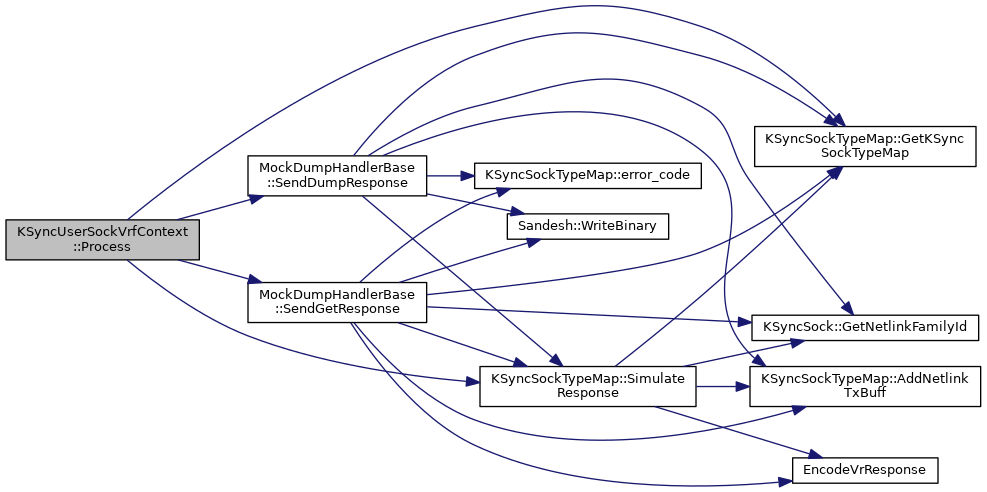 KSyncUserSockVrfContext
::Process
MockDumpHandlerBase
::SendDumpResponse
MockDumpHandlerBase
::SendGetResponse
KSyncSockTypeMap::error_code
Sandesh::WriteBinary
KSyncSockTypeMap::Simulate
Response
KSyncSockTypeMap::GetKSync
SockTypeMap
KSyncSock::GetNetlinkFamilyId
KSyncSockTypeMap::AddNetlink
TxBuff
EncodeVrResponse